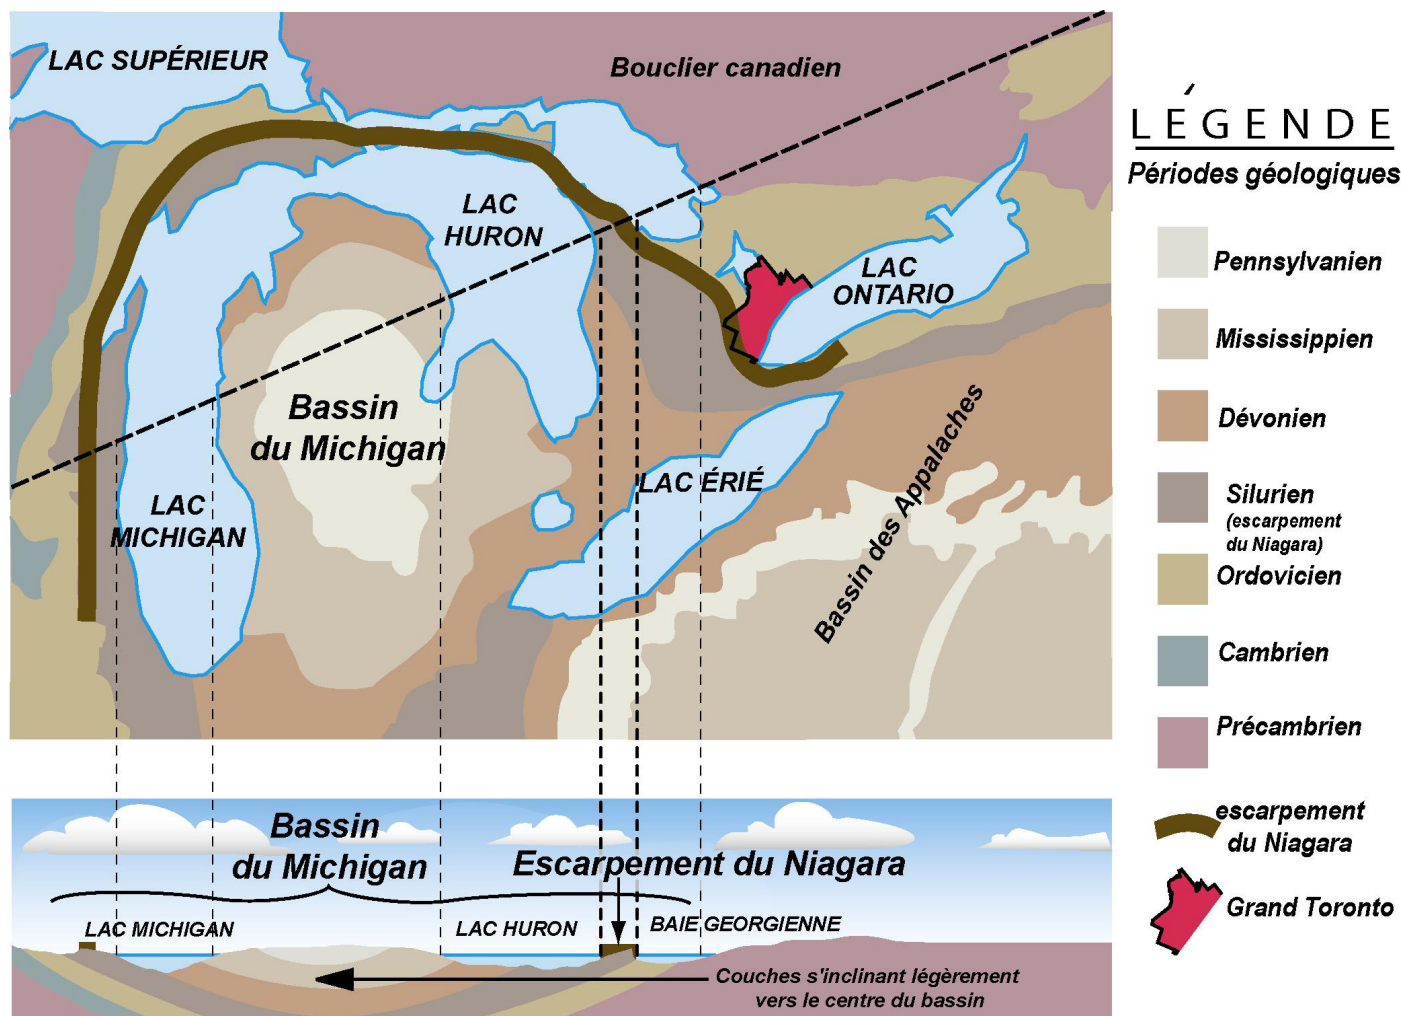 LAC SUPÉRIEUR
Bouclier canadien
LAC
HURON
LAC
ONTARIO
Bassin
du Michigan
LAC
MICHIGAN
LAC ÉRIÉ
Bassin des Appalaches
LÉGENDE
Périodes géologiques
Pennsylvanien
Mississippien
Dévonien
Silurien
(escarpement
du Niagara)
Ordovicien
Cambrien
Précambrien
escarpement
du Niagara
Grand Toronto
Bassin
du Michigan
Escarpement du Niagara
LAC MICHIGAN
LAC HURON
BAIE GEORGIENNE
Couches s'inclinant légèrement
vers le centre du bassin